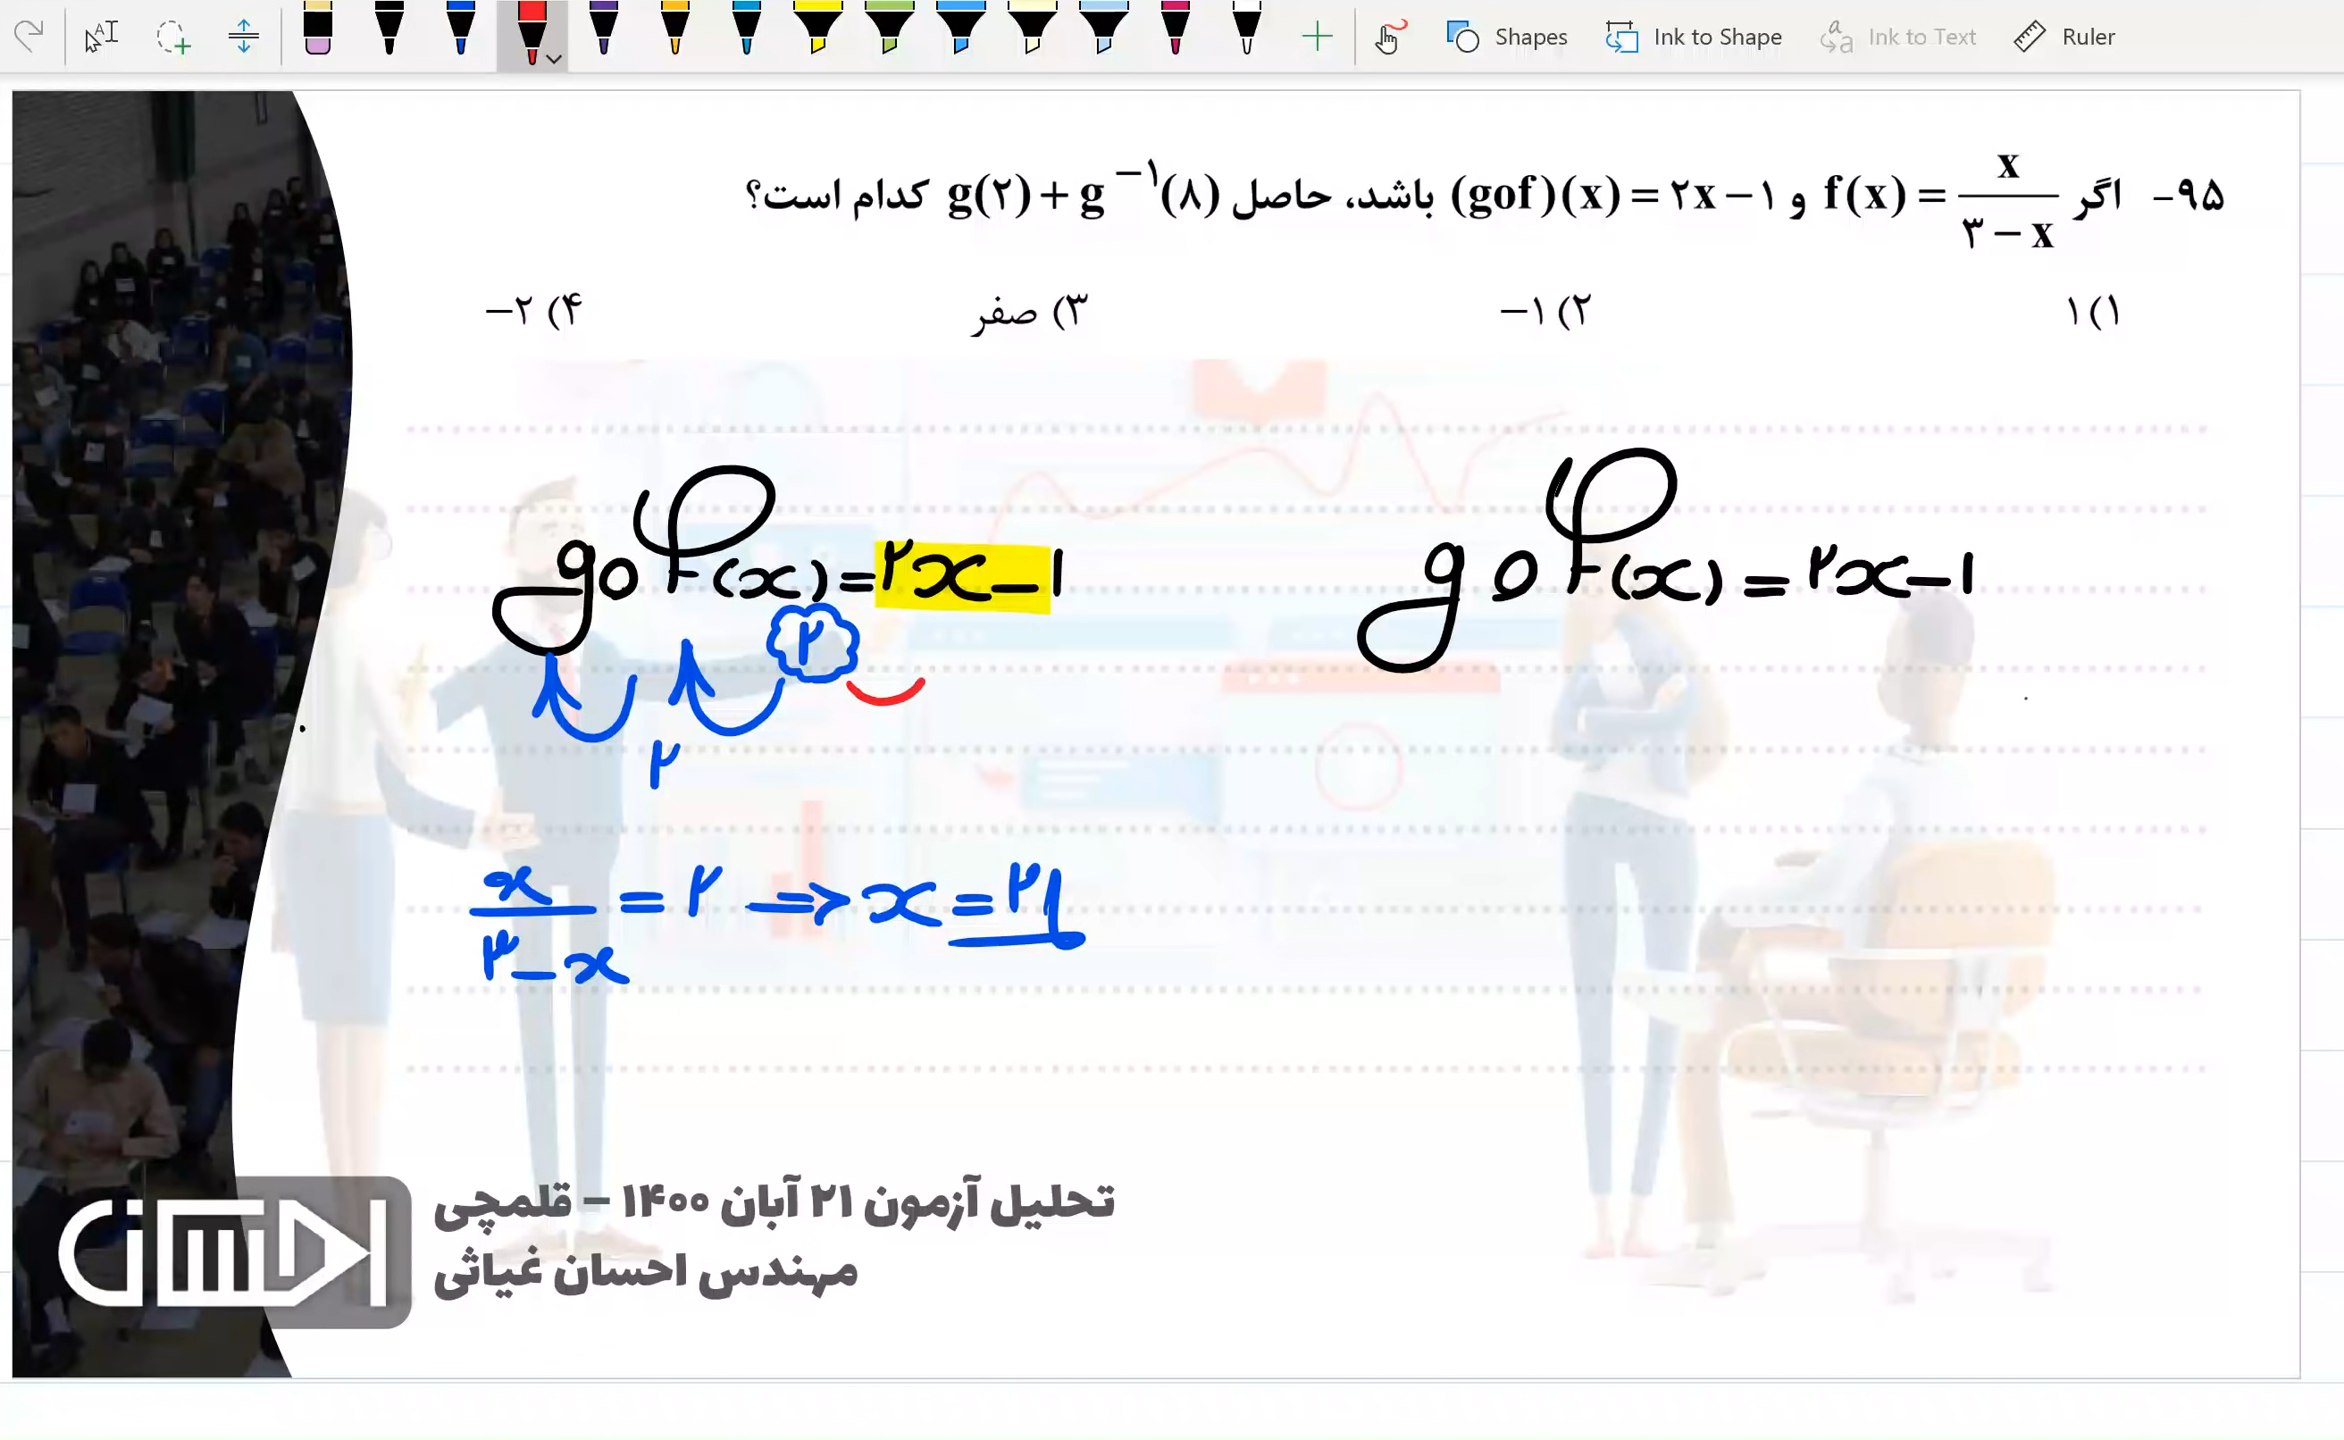 Shapes
Ink to Shape
Ink to Text
Ruler
۹۵- اگر f(x) = x / (۳ − x) و (gof)(x) = ۲x − ۱ باشد، حاصل g(۲) + g⁻¹(۸) کدام است؟
۱) ۱
۲) −۱
۳) صفر
۴) −۲
gof(x) = ۲x − ۱
gof(x) = ۲x − ۱
۲
۲
x / (۳ − x) = ۲ ⇒ x = ۲
تحلیل آزمون ۲۱ آبان ۱۴۰۰ – قلمچی
مهندس احسان غیاثی